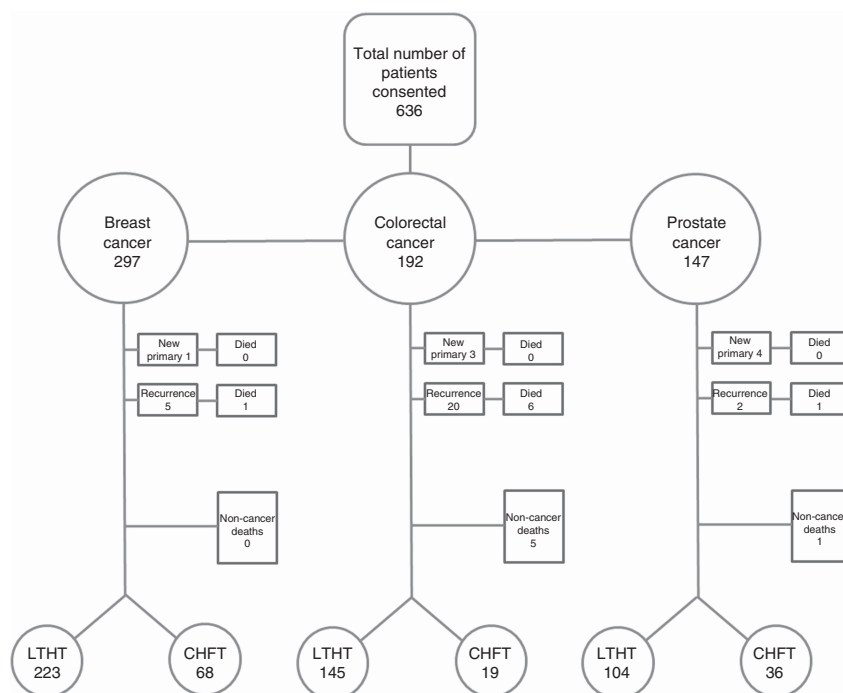 Total number of
patients
consented
636
Breast
cancer
297
Colorectal
cancer
192
Prostate
cancer
147
New
primary 1
Died
0
Recurrence
5
Died
1
Non-cancer
deaths
0
New
primary 3
Died
0
Recurrence
20
Died
6
Non-cancer
deaths
5
New
primary 4
Died
0
Recurrence
2
Died
1
Non-cancer
deaths
1
LTHT
223
CHFT
68
LTHT
145
CHFT
19
LTHT
104
CHFT
36